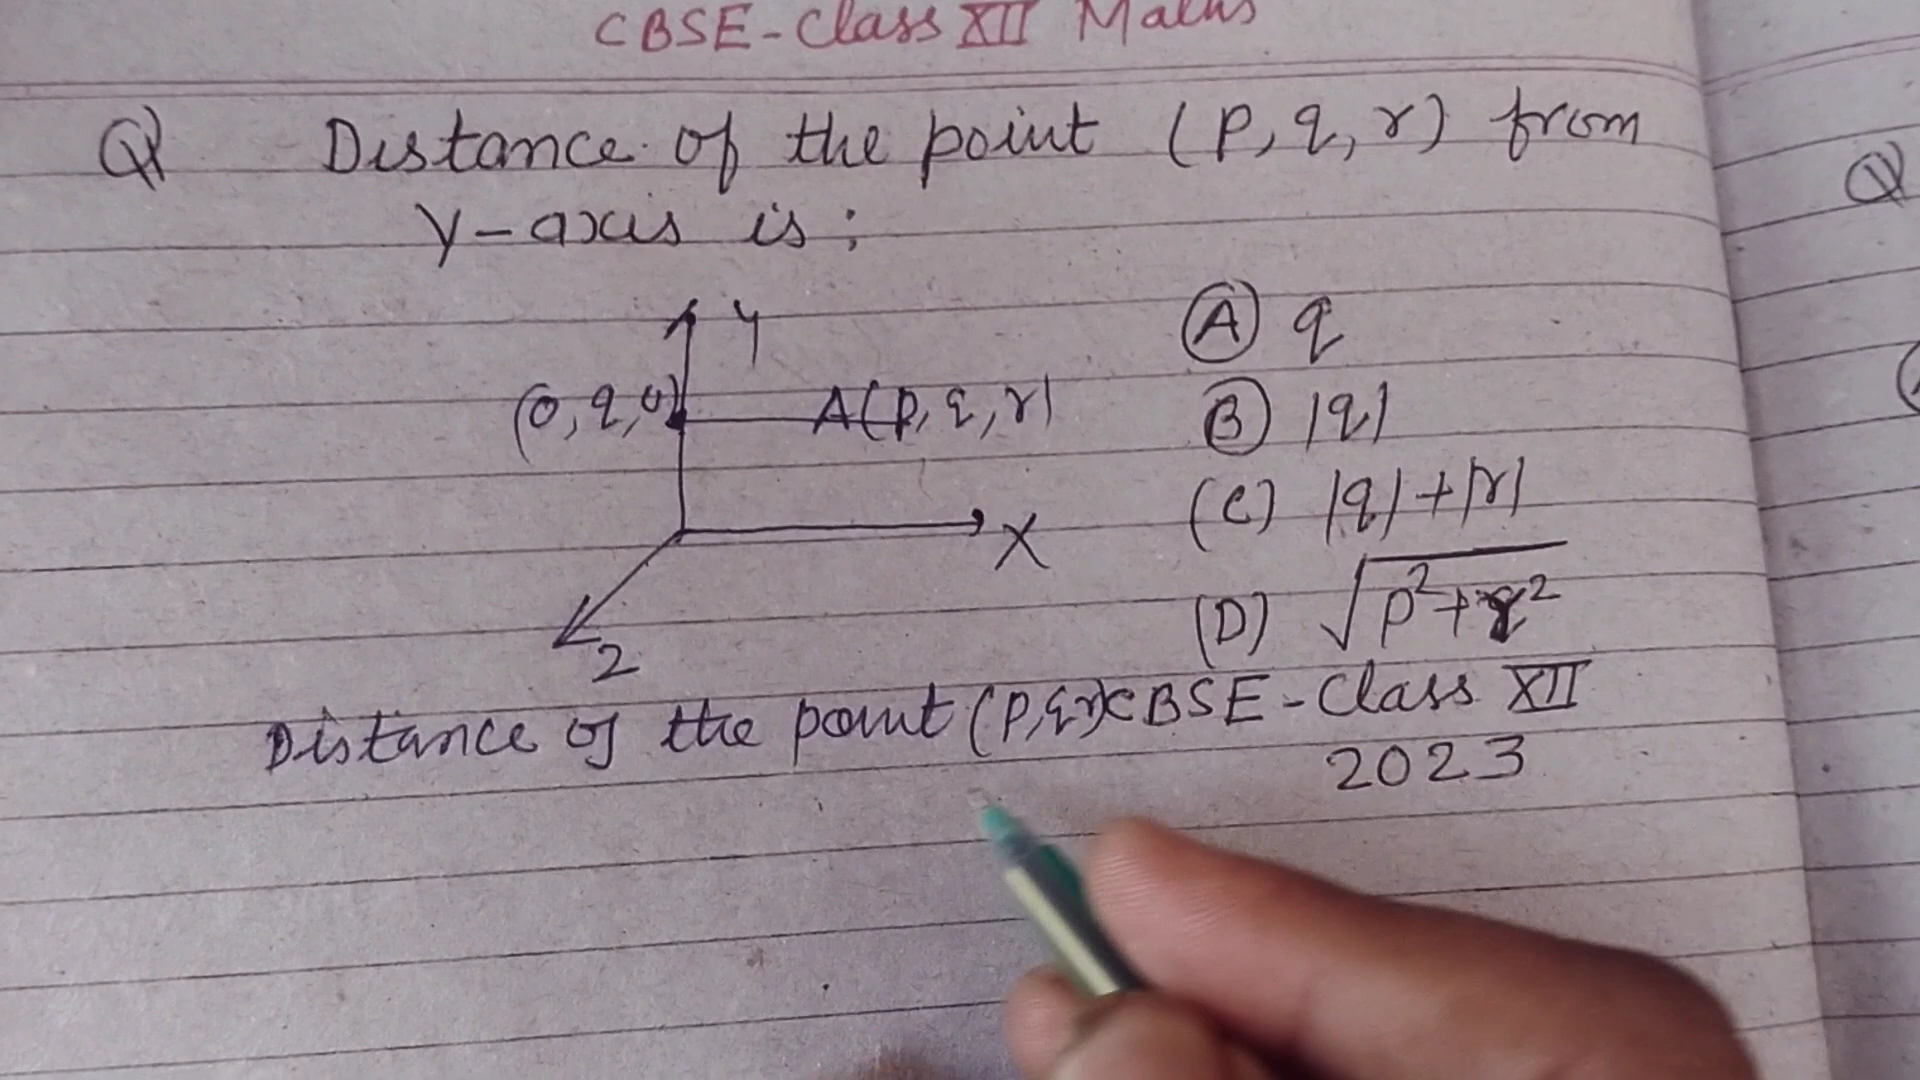 CBSE-Class XII Maths
Q Distance of the point (P, q, r) from
Y-axis is:
Y
(0, q, 0) A(p, q, r)
X
Z
(A) q
(B) |q|
(C) |q|+|r|
(D) √p²+r²
Distance of the point (P,q,r) CBSE-Class XII
2023
Q